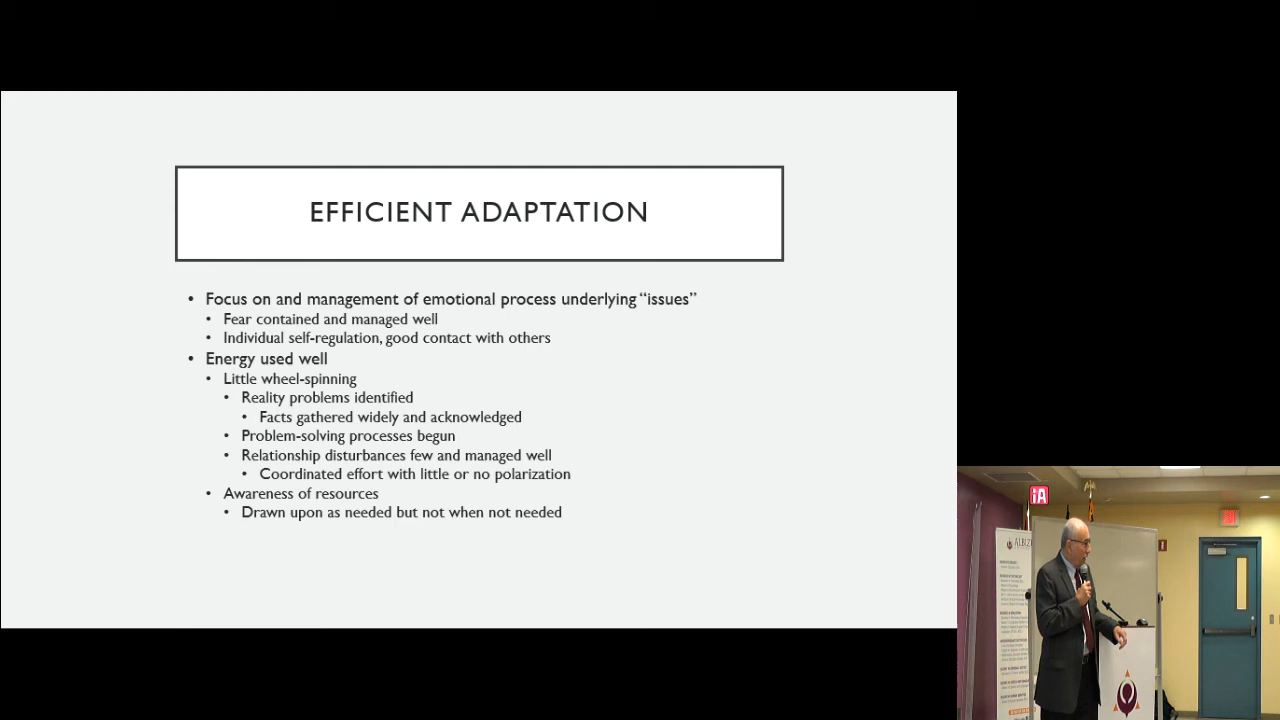 EFFICIENT ADAPTATION
• Focus on and management of emotional process underlying “issues”
• Fear contained and managed well
• Individual self-regulation, good contact with others
• Energy used well
• Little wheel-spinning
• Reality problems identified
• Facts gathered widely and acknowledged
• Problem-solving processes begun
• Relationship disturbances few and managed well
• Coordinated effort with little or no polarization
• Awareness of resources
• Drawn upon as needed but not when not needed
iA
ALBIZ